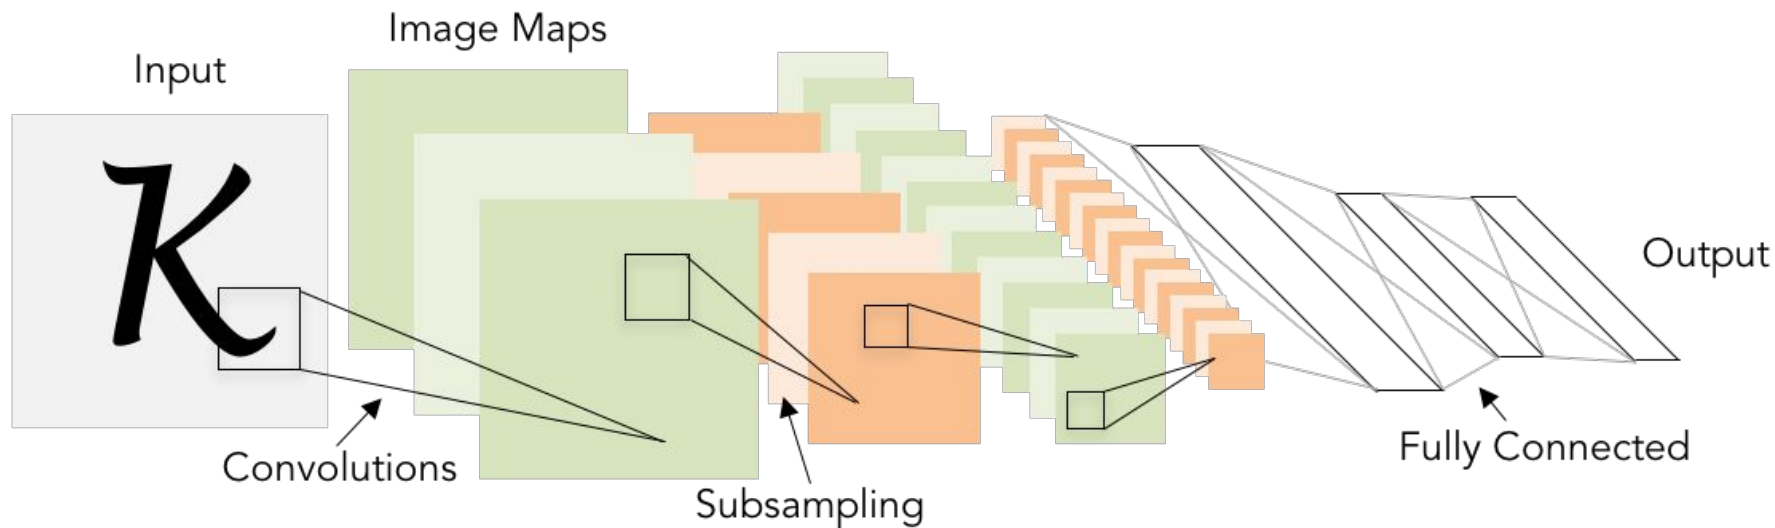 Image Maps
Input
K
Output
Convolutions
Subsampling
Fully Connected